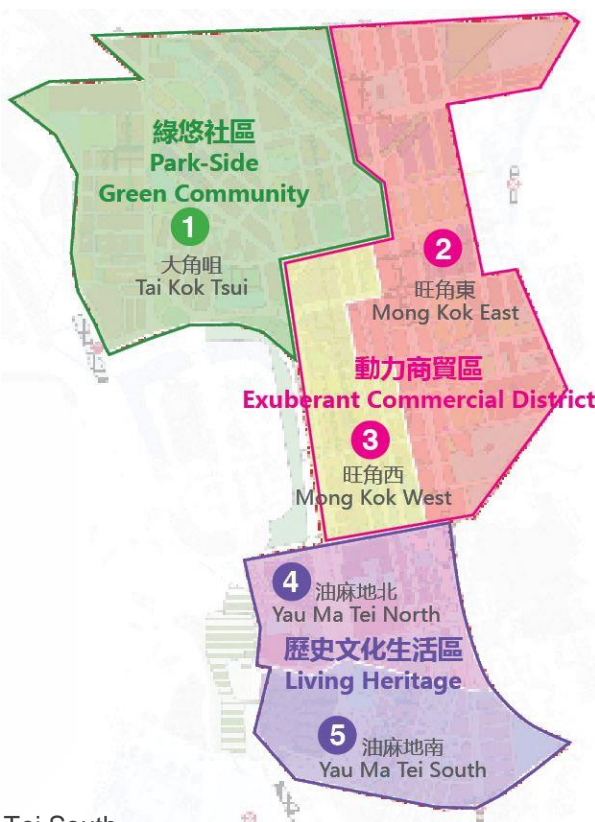 綠悠社區
Park-Side
Green Community
1
大角咀
Tai Kok Tsui
2
旺角東
Mong Kok East
動力商貿區
Exuberant Commercial District
3
旺角西
Mong Kok West
4
油麻地北
Yau Ma Tei North
歷史文化生活區
Living Heritage
5
油麻地南
Yau Ma Tei South
Tei South